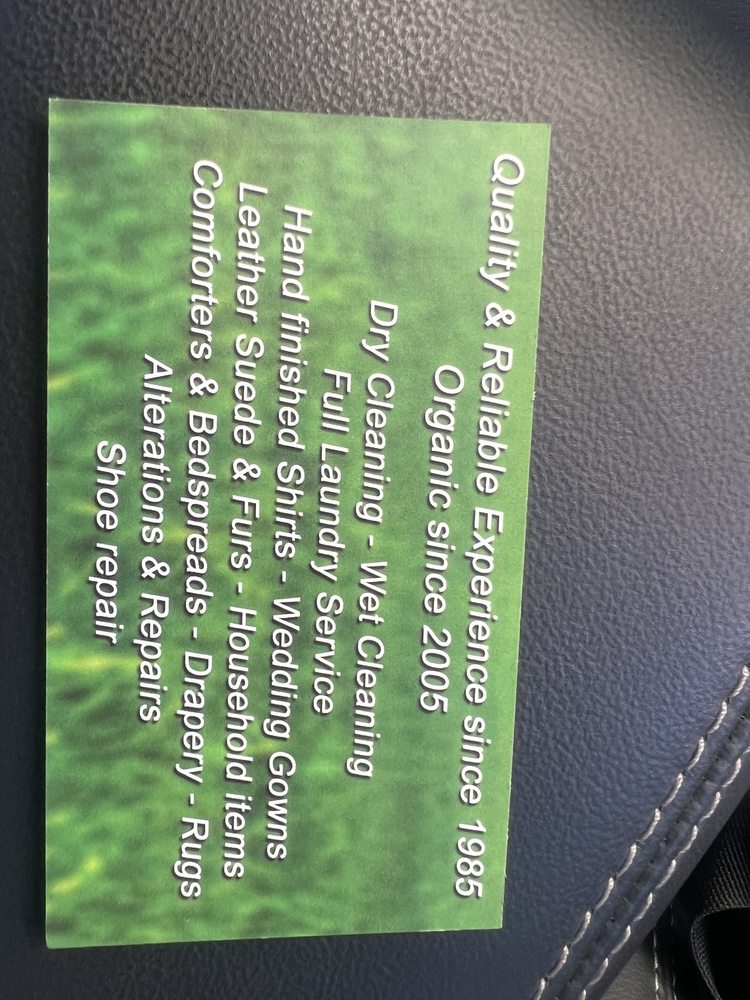 Quality & Reliable Experience since 1985
Organic since 2005
Dry Cleaning - Wet Cleaning
Full Laundry Service
Hand finished Shirts - Wedding Gowns
Leather Suede & Furs - Household items
Comforters & Bedspreads - Drapery - Rugs
Alterations & Repairs
Shoe repair